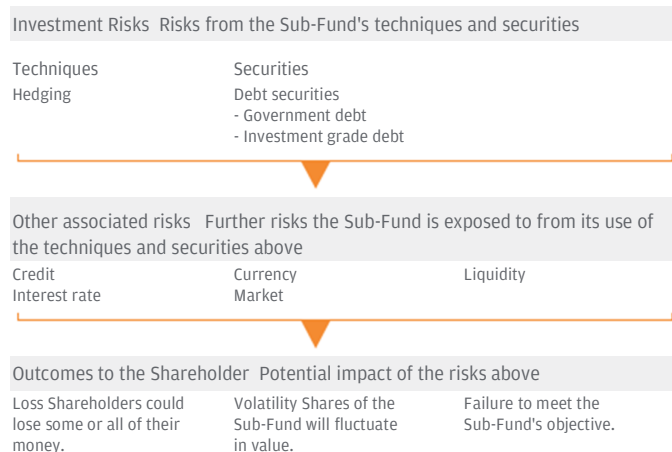 Investment Risks Risks from the Sub-Fund's techniques and securities
Techniques
Hedging
Securities
Debt securities
- Government debt
- Investment grade debt
Other associated risks Further risks the Sub-Fund is exposed to from its use of
the techniques and securities above
Credit
Interest rate
Currency
Market
Liquidity
Outcomes to the Shareholder Potential impact of the risks above
Loss Shareholders could
lose some or all of their
money.
Volatility Shares of the
Sub-Fund will fluctuate
in value.
Failure to meet the
Sub-Fund's objective.